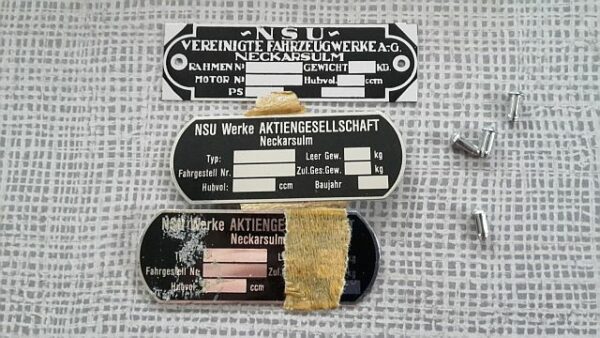 ~NSU~
VEREINIGTE FAHRZEUGWERKE A.-G.
NECKARSULM
RAHMEN Nº GEWICHT KG.
MOTOR Nº Hubvol. ccm
PS
NSU Werke AKTIENGESELLSCHAFT
Neckarsulm
Typ: Leer Gew. kg
Fahrgestell Nr. Zul.Ges:Gew. kg
Hubvol: ccm Baujahr
NSU Werke AKTIENGE
Neckarsulm
Fahrgestell Nr. Zul.
Hubvol: ccm